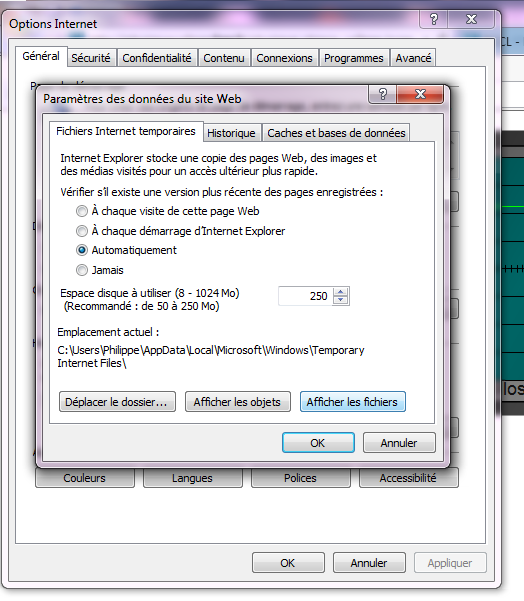 Options Internet
Général
Sécurité
Confidentialité
Contenu
Connexions
Programmes
Avancé
CL -
Paramètres des données du site Web
Fichiers Internet temporaires
Historique
Caches et bases de données
Internet Explorer stocke une copie des pages Web, des images et
des médias visités pour un accès ultérieur plus rapide.
Vérifier s'il existe une version plus récente des pages enregistrées :
À chaque visite de cette page Web
À chaque démarrage d'Internet Explorer
Automatiquement
Jamais
Espace disque à utiliser (8 - 1024 Mo)
250
(Recommandé : de 50 à 250 Mo)
Emplacement actuel :
C:\Users\Philippe\AppData\Local\Microsoft\Windows\Temporary
Internet Files\
Déplacer le dossier...
Afficher les objets
Afficher les fichiers
los
OK
Annuler
Couleurs
Langues
Polices
Accessibilité
OK
Annuler
Appliquer